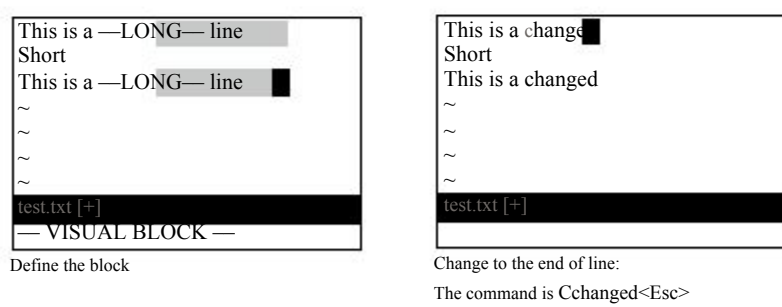 This is a —LONG— line
Short
This is a —LONG— line
~
~
~
~
test.txt [+]
— VISUAL BLOCK —
Define the block
This is a change
Short
This is a changed
~
~
~
~
test.txt [+]
Change to the end of line:
The command is Cchanged<Esc>